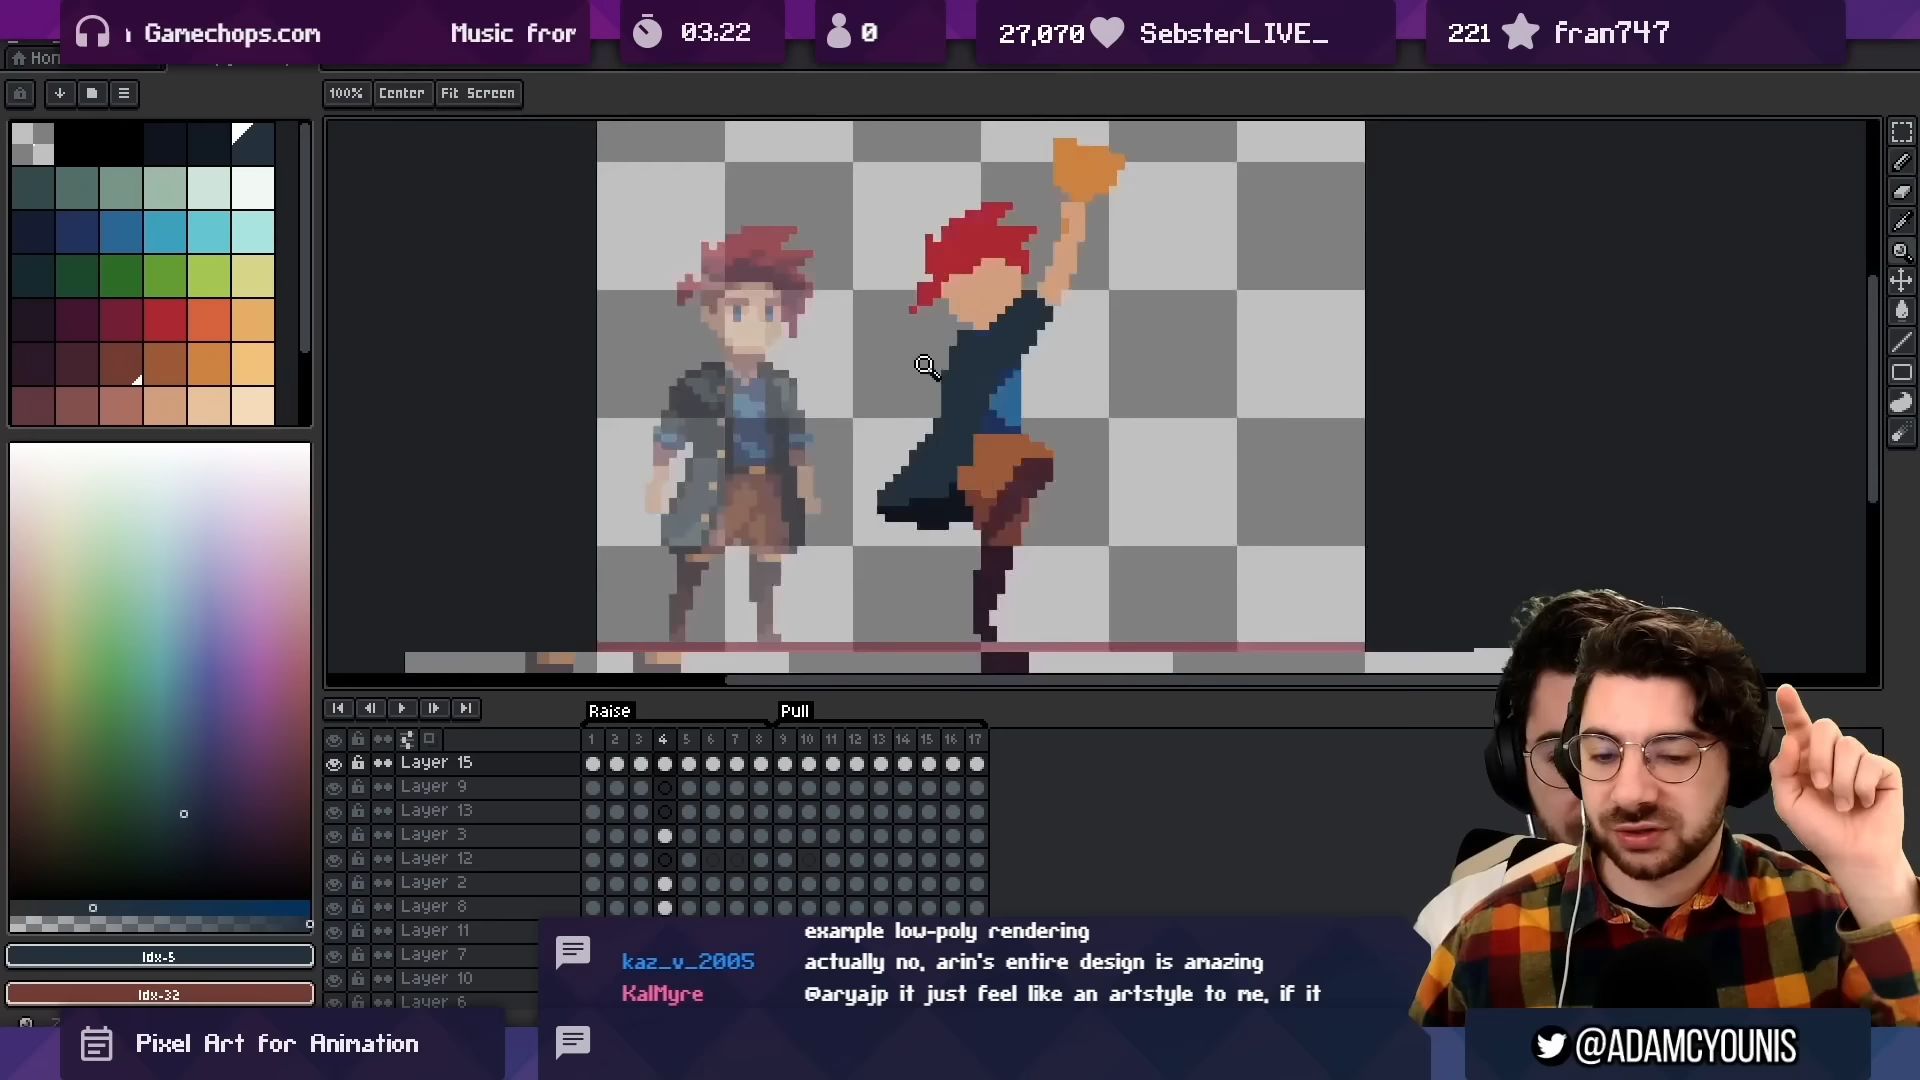 Gamechops.com
Music from
03:22
0
27,070
SebsterLIVE_
221
fran747
Hom
100%
Center
Fit Screen
Raise
Pull
1 2 3 4 5 6 7 8 9 10 11 12 13 14 15 16 17
Layer 15
Layer 9
Layer 13
Layer 3
Layer 12
Layer 2
Layer 8
Layer 11
Layer 7
Layer 10
Layer 6
Idx-5
Idx-32
example low-poly rendering
kaz_v_2005 actually no, arin's entire design is amazing
KalMyre @aryajp it just feel like an artstyle to me, if it
Pixel Art for Animation
@ADAMCYOUNIS